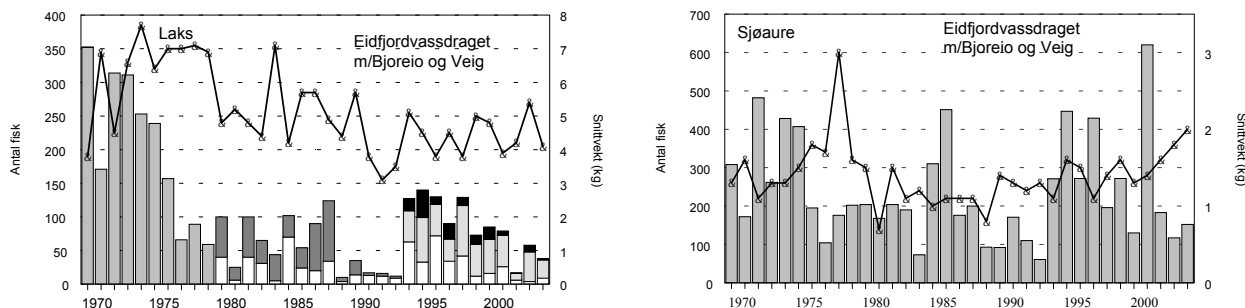 Laks
Eidfjordvassdraget
m/Bjoreio og Veig
Antal fisk
400
350
300
250
200
150
100
50
0
8
7
6
5
4
3
2
1
0
Snittvekt (kg)
1970 1975 1980 1985 1990 1995 2000
Sjøaure
Eidfjordvassdraget
m/Bjoreio og Veig
Antal fisk
700
600
500
400
300
200
100
0
3
2
1
0
Snittvekt (kg)
1970 1975 1980 1985 1990 1995 2000